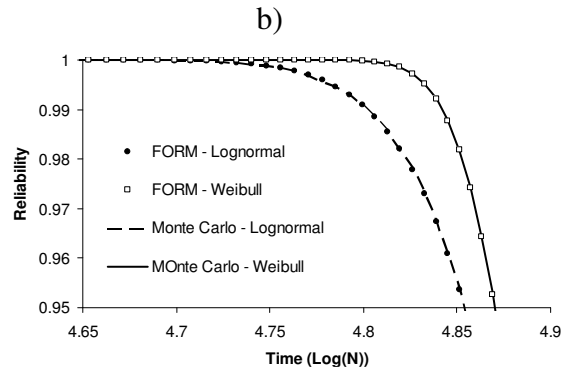 b)
1
0.99
0.98
0.97
0.96
0.95
Reliability
FORM - Lognormal
FORM - Weibull
Monte Carlo - Lognormal
MOnte Carlo - Weibull
4.65 4.7 4.75 4.8 4.85 4.9
Time (Log(N))